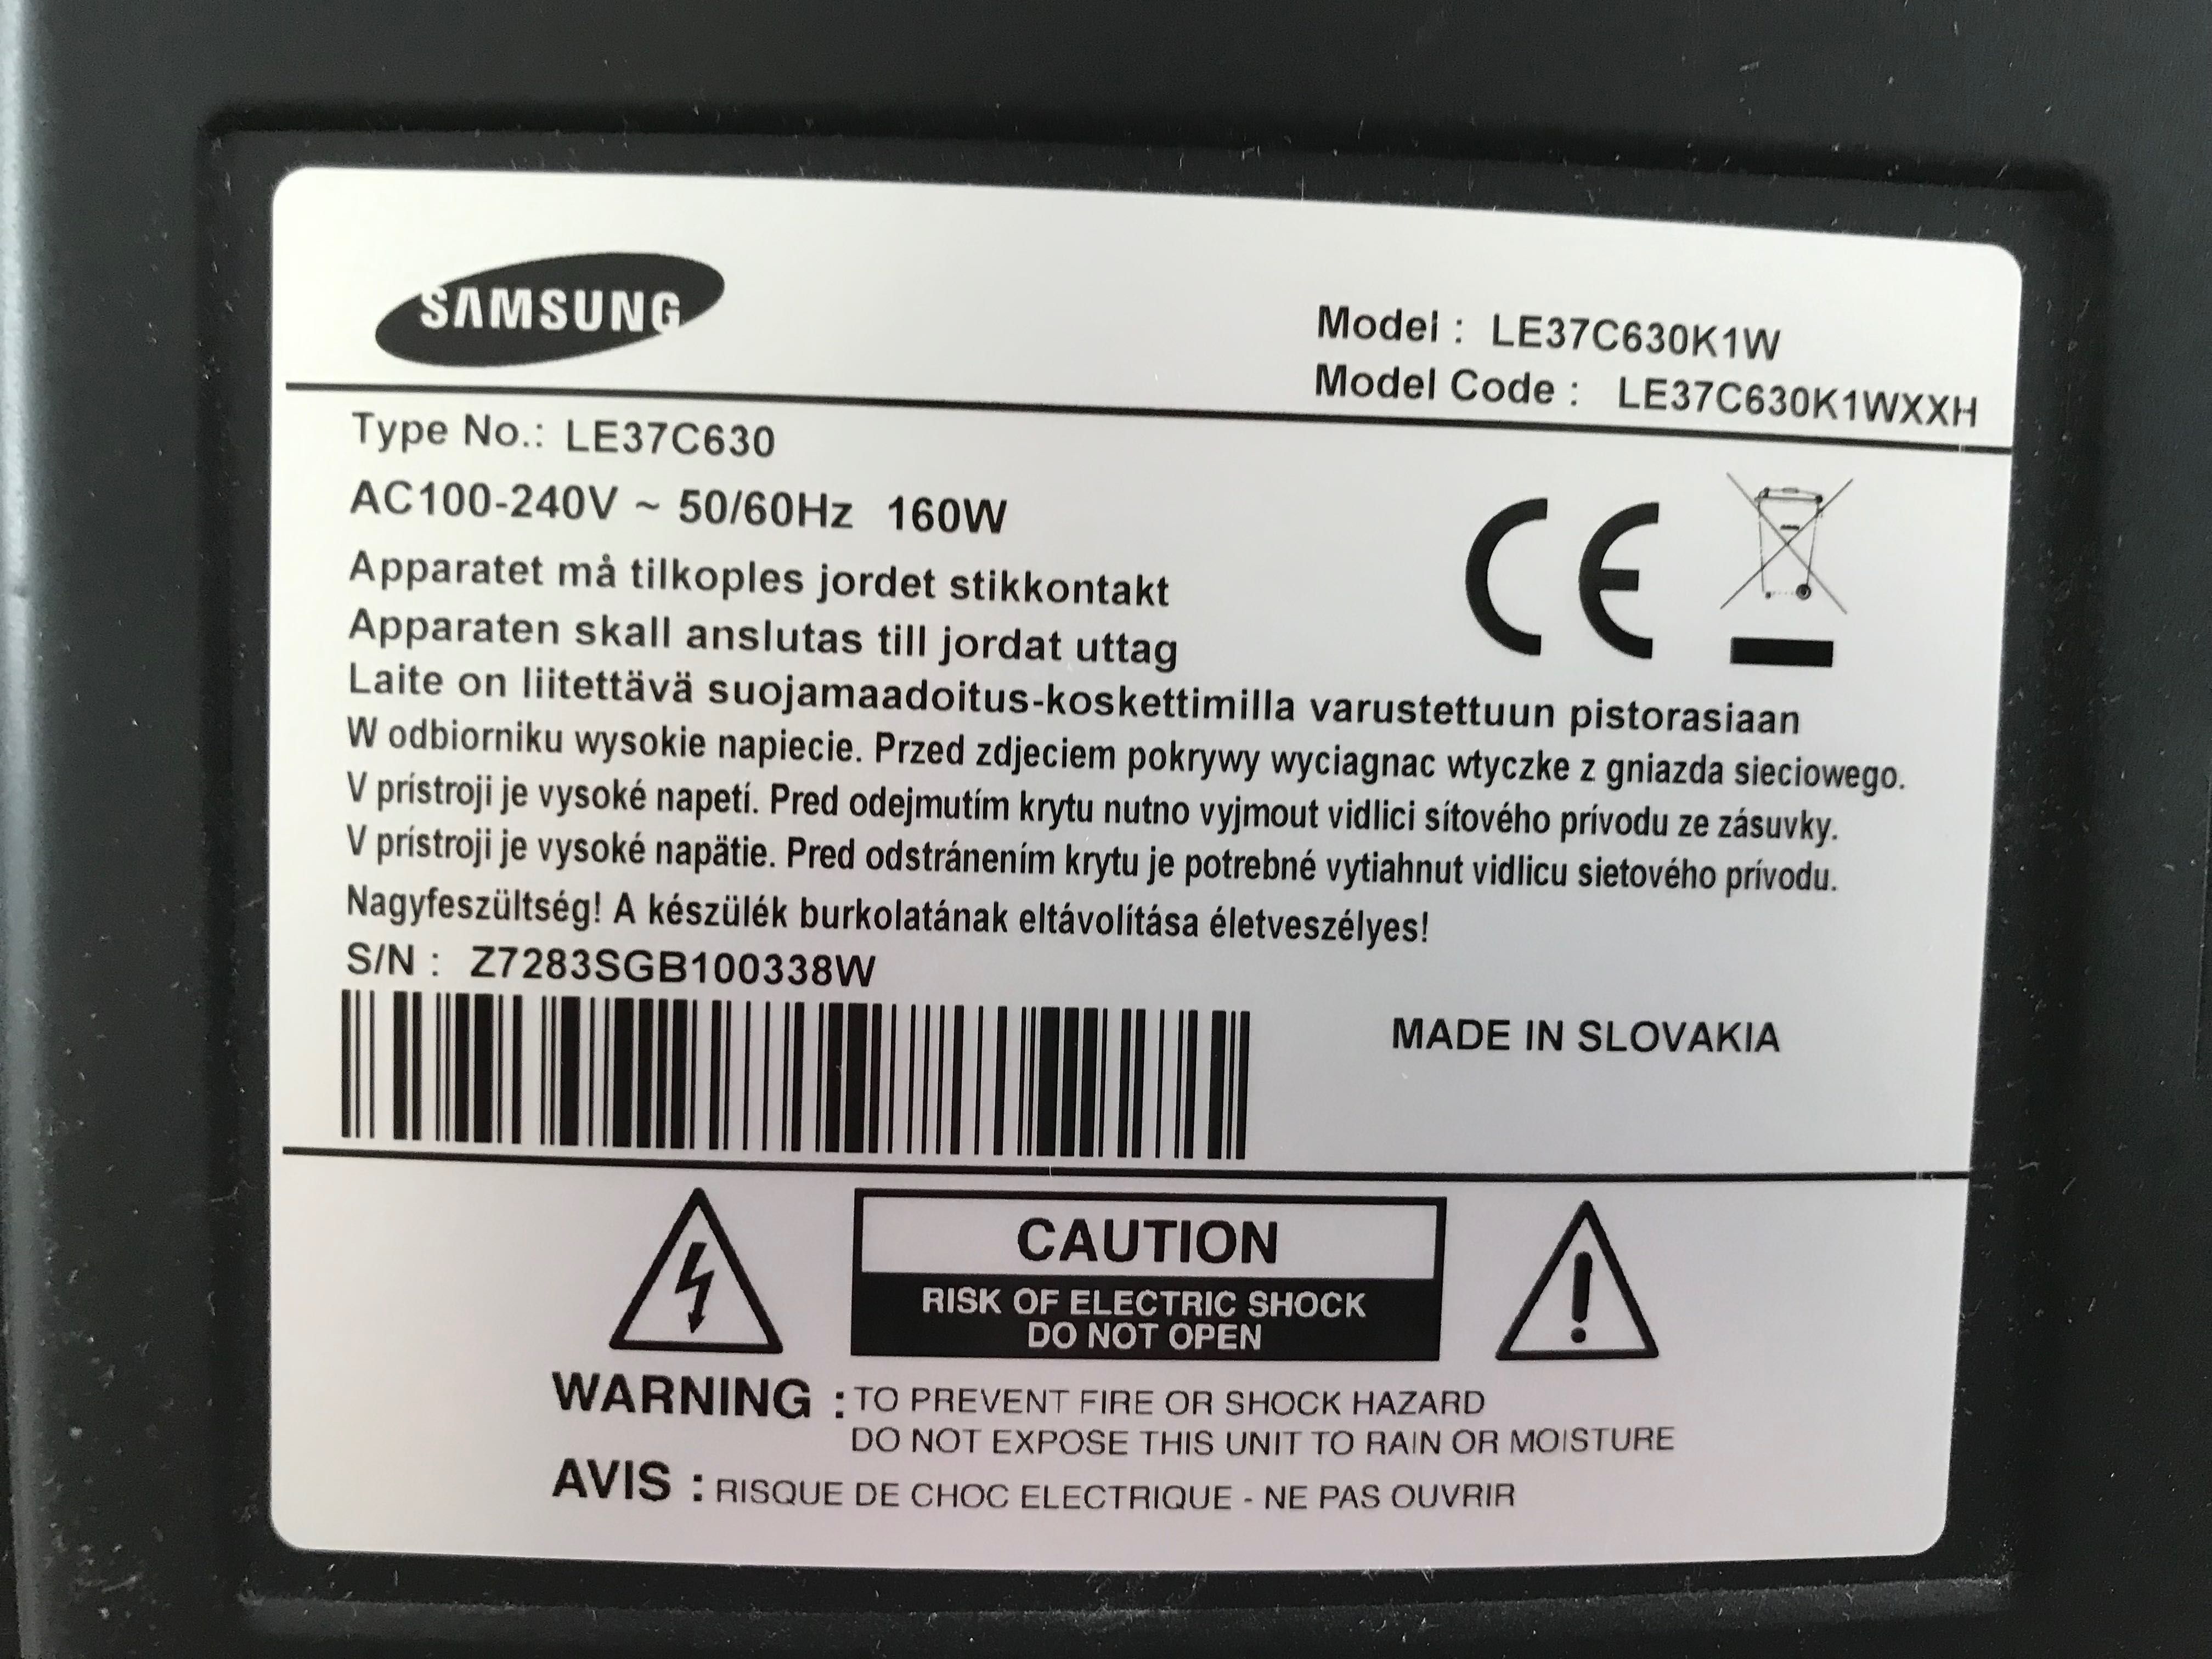 SAMSUNG
Model : LE37C630K1W
Model Code : LE37C630K1WXXH
Type No.: LE37C630
AC100-240V ~ 50/60Hz 160W
Apparatet må tilkoples jordet stikkontakt
Apparaten skall anslutas till jordat uttag
Laite on liitettävä suojamaadoitus-koskettimilla varustettuun pistorasiaan
W odbiorniku wysokie napiecie. Przed zdjeciem pokrywy wyciagnac wtyczke z gniazda sieciowego.
V prístroji je vysoké napetí. Pred odejmutím krytu nutno vyjmout vidlici sítového prívodu ze zásuvky.
V prístroji je vysoké napätie. Pred odstránením krytu je potrebné vytiahnut vidlicu sietového prívodu.
Nagyfeszültség! A készülék burkolatának eltávolítása életveszélyes!
S/N : Z7283SGB100338W
MADE IN SLOVAKIA
CAUTION
RISK OF ELECTRIC SHOCK
DO NOT OPEN
WARNING : TO PREVENT FIRE OR SHOCK HAZARD
DO NOT EXPOSE THIS UNIT TO RAIN OR MOISTURE
AVIS : RISQUE DE CHOC ELECTRIQUE - NE PAS OUVRIR